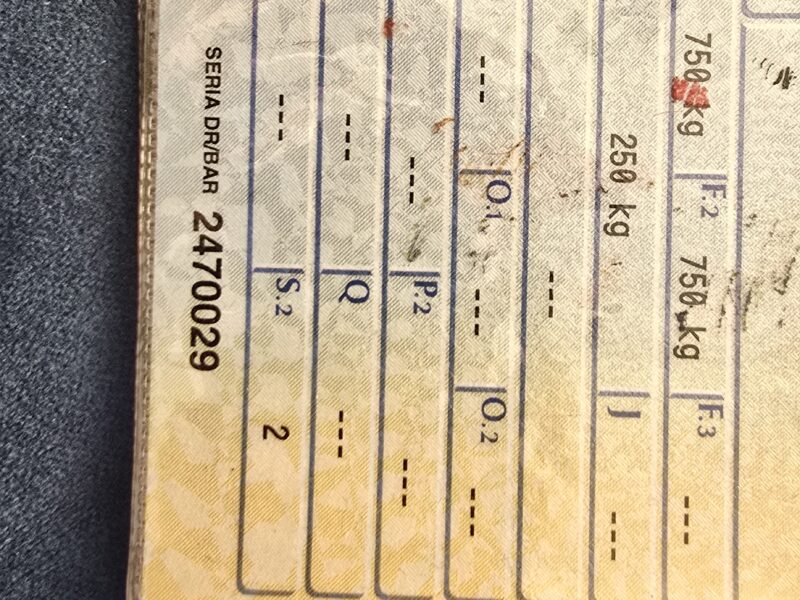 750 kg F.2 750 kg F.3 ---
250 kg J ---
---
--- O.1 --- O.2 ---
--- P.2 ---
--- Q ---
--- S.2 2
SERIA DR/BAR 2470029